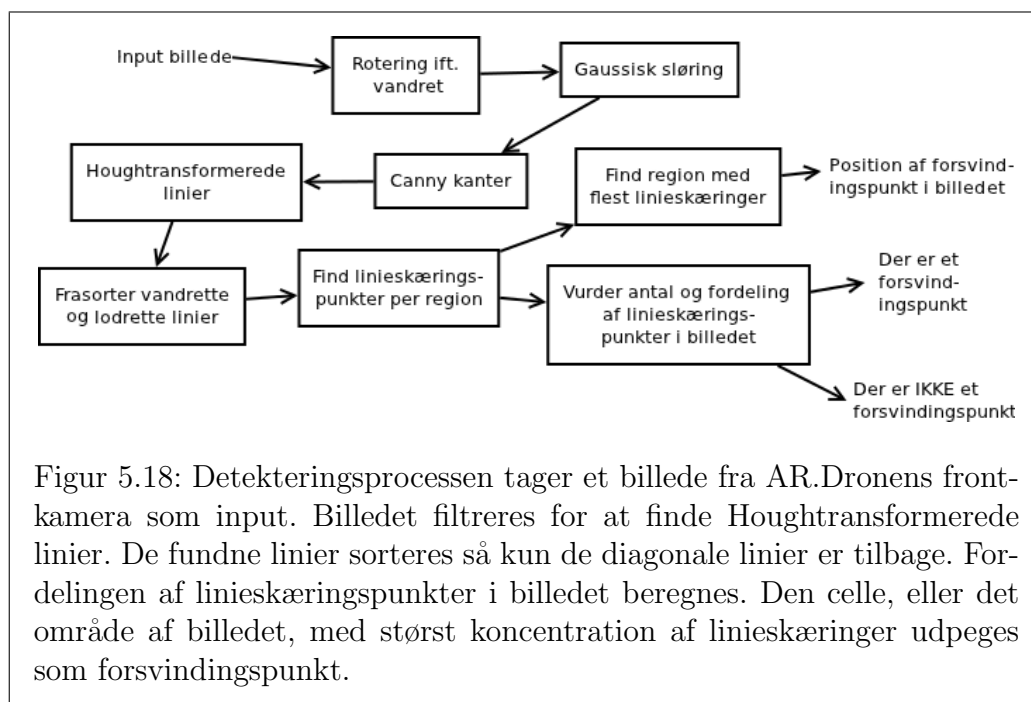 Input billede
Rotering ift.
vandret
Gaussisk sløring
Canny kanter
Houghtransformerede
linier
Frasorter vandrette
og lodrette linier
Find linieskærings-
punkter per region
Find region med
flest linieskæringer
Position af forsvind-
ingspunkt i billedet
Vurder antal og fordeling
af linieskærings-
punkter i billedet
Der er et
forsvind-
ingspunkt
Der er IKKE et
forsvindingspunkt
Figur 5.18: Detekteringsprocessen tager et billede fra AR.Dronens front-
kamera som input. Billedet filtreres for at finde Houghtransformerede
linier. De fundne linier sorteres så kun de diagonale linier er tilbage. For-
delingen af linieskæringspunkter i billedet beregnes. Den celle, eller det
område af billedet, med størst koncentration af linieskæringer udpeges
som forsvindingspunkt.